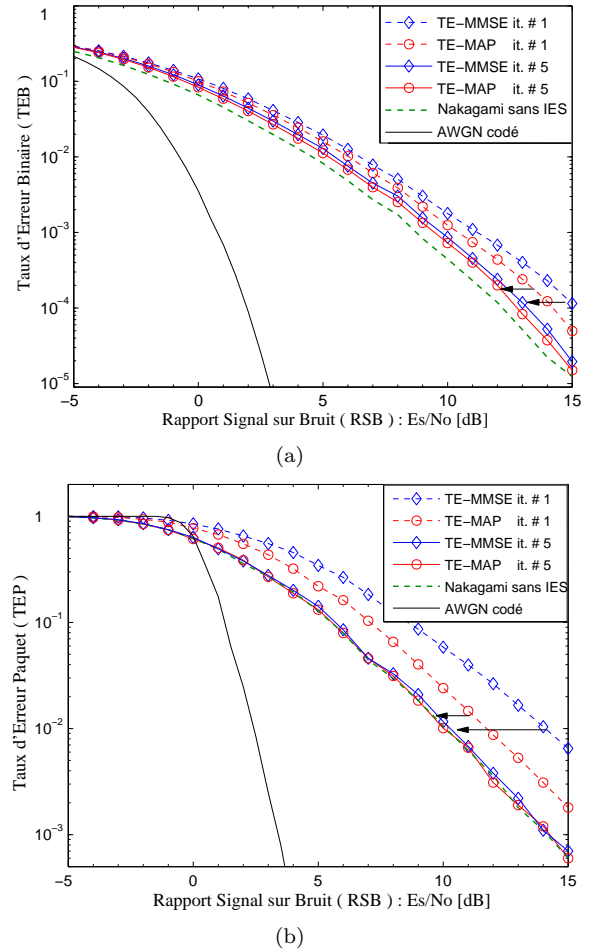 TE−MMSE it. # 1
TE−MAP it. # 1
TE−MMSE it. # 5
TE−MAP it. # 5
Nakagami sans IES
AWGN codé
Taux d'Erreur Binaire ( TEB )
10⁻¹
10⁻²
10⁻³
10⁻⁴
10⁻⁵
−5 0 5 10 15
Rapport Signal sur Bruit ( RSB ) : Es/No [dB]
(a)
TE−MMSE it. # 1
TE−MAP it. # 1
TE−MMSE it. # 5
TE−MAP it. # 5
Nakagami sans IES
AWGN codé
Taux d'Erreur Paquet ( TEP )
10⁰
10⁻¹
10⁻²
10⁻³
−5 0 5 10 15
Rapport Signal sur Bruit ( RSB ) : Es/No [dB]
(b)